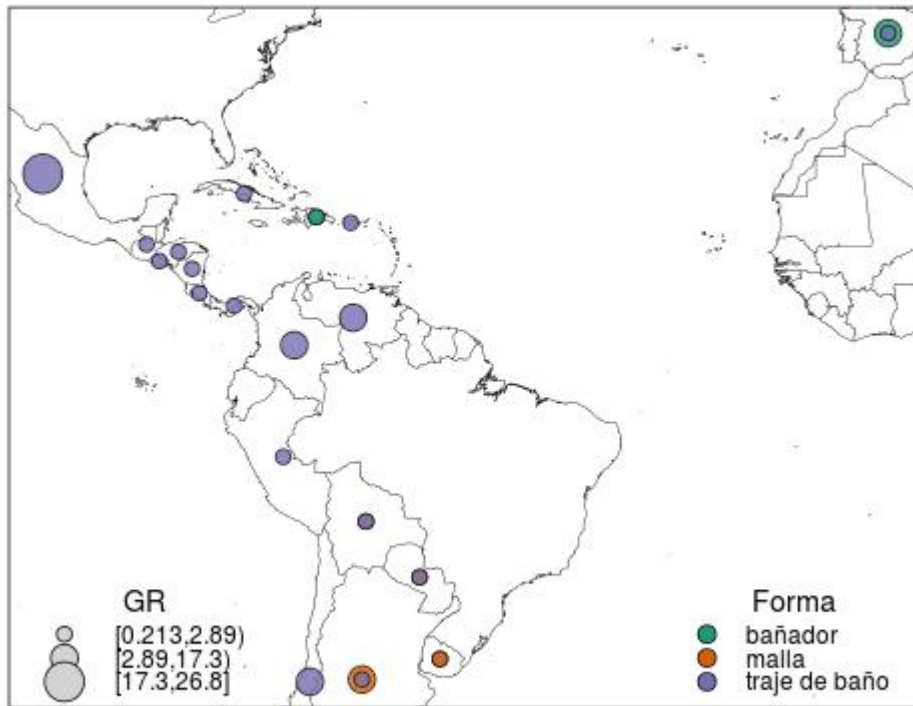 GR
[0.213,2.89)
[2.89,17.3)
[17.3,26.8]
Forma
bañador
malla
traje de baño